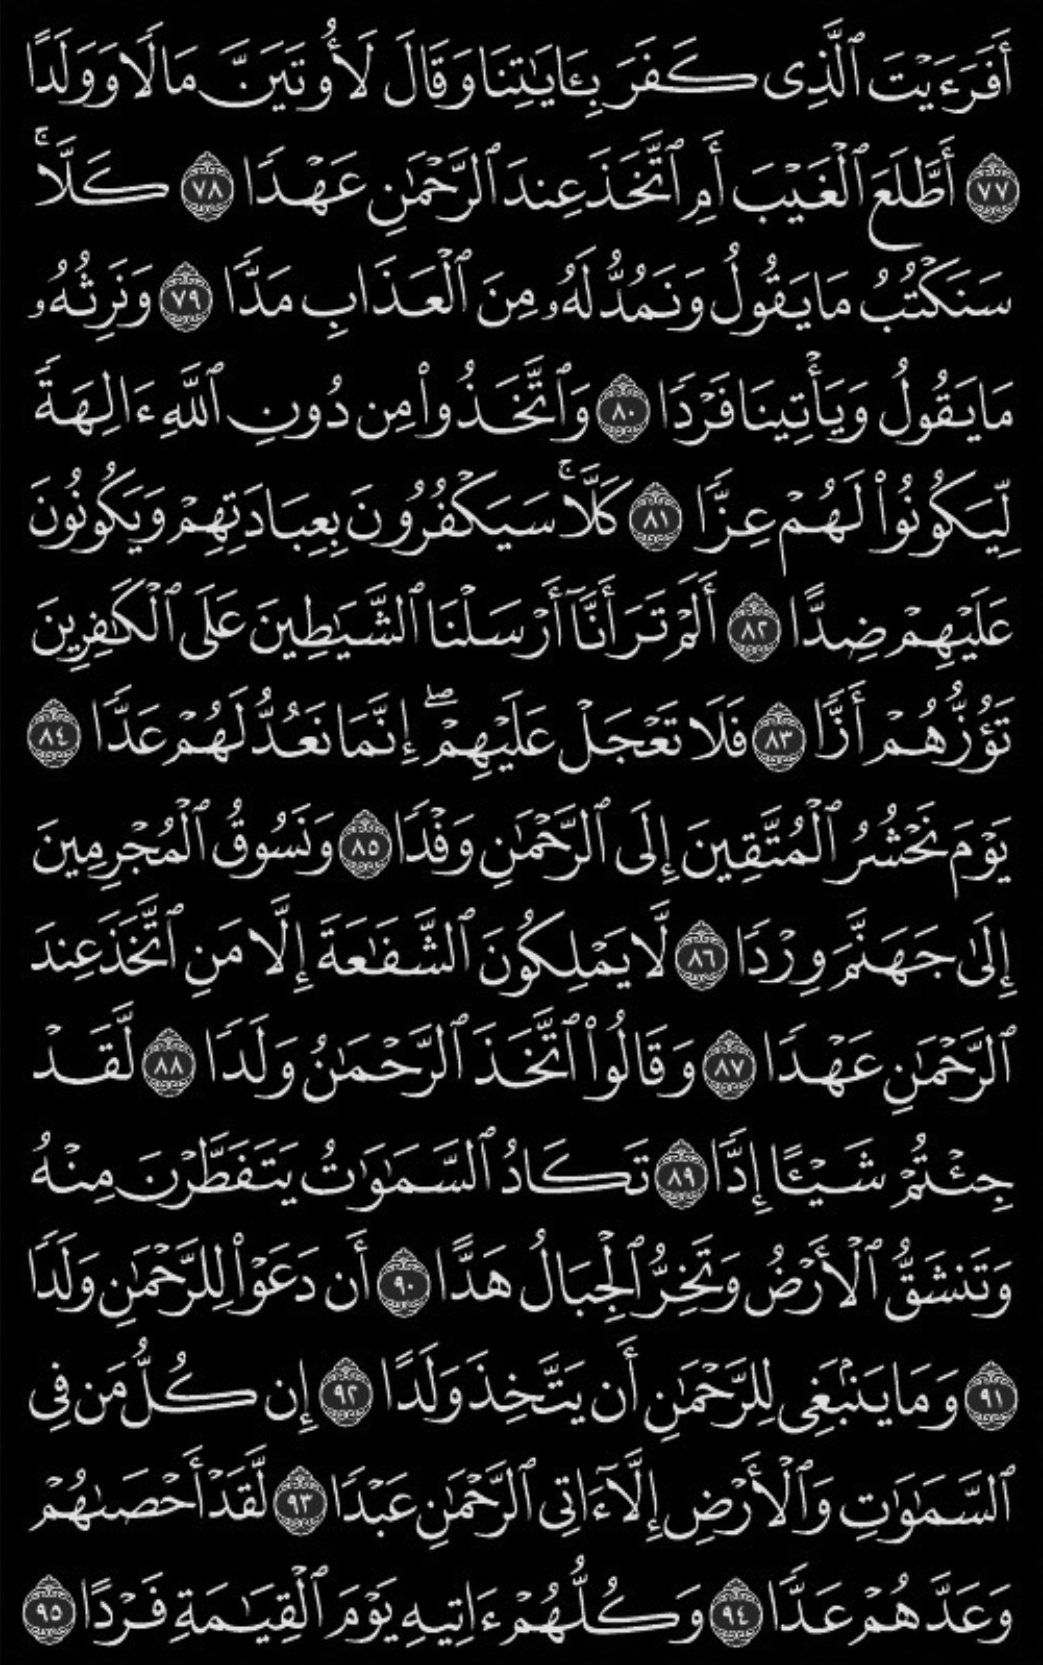 أَفَرَءَيْتَ ٱلَّذِى كَفَرَ بِـَٔايَـٰتِنَا وَقَالَ لَأُوتَيَنَّ مَالًا وَوَلَدًا
٧٧ أَطَّلَعَ ٱلْغَيْبَ أَمِ ٱتَّخَذَ عِندَ ٱلرَّحْمَـٰنِ عَهْدًا ٧٨ كَلَّا ۚ
سَنَكْتُبُ مَا يَقُولُ وَنَمُدُّ لَهُۥ مِنَ ٱلْعَذَابِ مَدًّا ٧٩ وَنَرِثُهُۥ
مَا يَقُولُ وَيَأْتِينَا فَرْدًا ٨٠ وَٱتَّخَذُوا۟ مِن دُونِ ٱللَّهِ ءَالِهَةً
لِّيَكُونُوا۟ لَهُمْ عِزًّا ٨١ كَلَّا ۚ سَيَكْفُرُونَ بِعِبَادَتِهِمْ وَيَكُونُونَ
عَلَيْهِمْ ضِدًّا ٨٢ أَلَمْ تَرَ أَنَّآ أَرْسَلْنَا ٱلشَّيَـٰطِينَ عَلَى ٱلْكَـٰفِرِينَ
تَؤُزُّهُمْ أَزًّا ٨٣ فَلَا تَعْجَلْ عَلَيْهِمْ ۖ إِنَّمَا نَعُدُّ لَهُمْ عَدًّا ٨٤
يَوْمَ نَحْشُرُ ٱلْمُتَّقِينَ إِلَى ٱلرَّحْمَـٰنِ وَفْدًا ٨٥ وَنَسُوقُ ٱلْمُجْرِمِينَ
إِلَىٰ جَهَنَّمَ وِرْدًا ٨٦ لَّا يَمْلِكُونَ ٱلشَّفَـٰعَةَ إِلَّا مَنِ ٱتَّخَذَ عِندَ
ٱلرَّحْمَـٰنِ عَهْدًا ٨٧ وَقَالُوا۟ ٱتَّخَذَ ٱلرَّحْمَـٰنُ وَلَدًا ٨٨ لَّقَدْ
جِئْتُمْ شَيْـًٔا إِدًّا ٨٩ تَكَادُ ٱلسَّمَـٰوَٰتُ يَتَفَطَّرْنَ مِنْهُ
وَتَنشَقُّ ٱلْأَرْضُ وَتَخِرُّ ٱلْجِبَالُ هَدًّا ٩٠ أَن دَعَوْا۟ لِلرَّحْمَـٰنِ وَلَدًا
٩١ وَمَا يَنۢبَغِى لِلرَّحْمَـٰنِ أَن يَتَّخِذَ وَلَدًا ٩٢ إِن كُلُّ مَن فِى
ٱلسَّمَـٰوَٰتِ وَٱلْأَرْضِ إِلَّآ ءَاتِى ٱلرَّحْمَـٰنِ عَبْدًا ٩٣ لَّقَدْ أَحْصَىٰهُمْ
وَعَدَّهُمْ عَدًّا ٩٤ وَكُلُّهُمْ ءَاتِيهِ يَوْمَ ٱلْقِيَـٰمَةِ فَرْدًا ٩٥